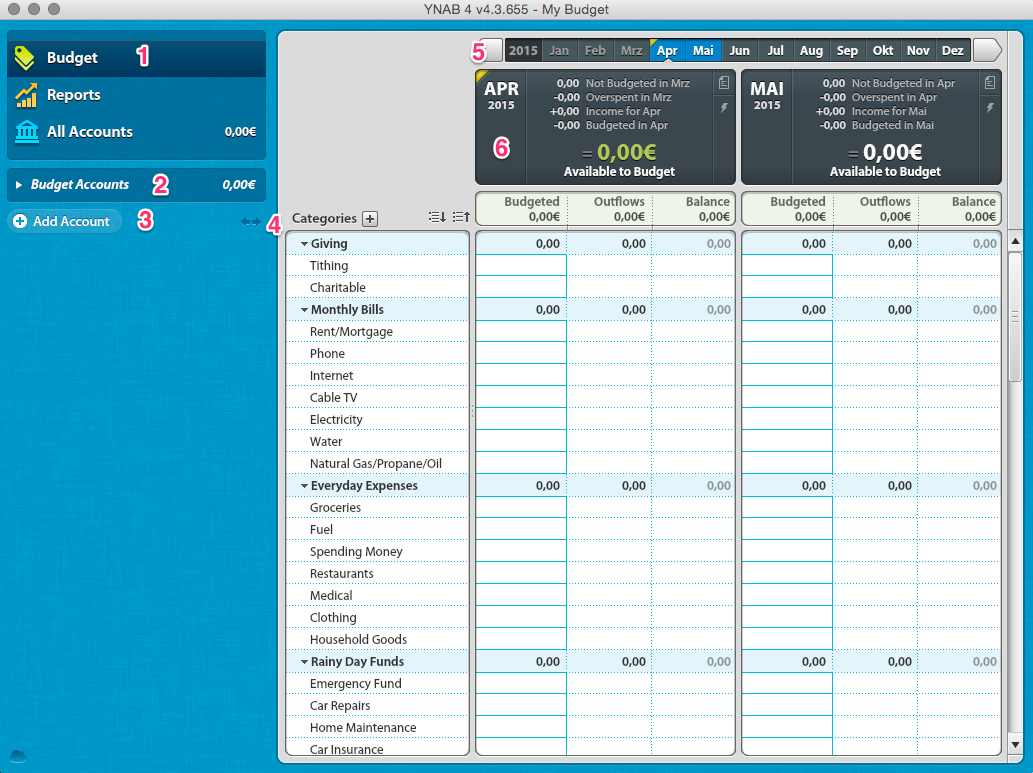 YNAB 4 v4.3.655 - My Budget
Budget 1
Reports
All Accounts 0,00€
Budget Accounts 2 0,00€
Add Account 3
4
5
2015 Jan Feb Mrz Apr Mai Jun Jul Aug Sep Okt Nov Dez
APR
2015
6
0,00 Not Budgeted in Mrz
-0,00 Overspent in Mrz
+0,00 Income for Apr
-0,00 Budgeted in Apr
= 0,00€
Available to Budget
MAI
2015
0,00 Not Budgeted in Apr
-0,00 Overspent in Apr
+0,00 Income for Mai
-0,00 Budgeted in Mai
= 0,00€
Available to Budget
Categories +
Budgeted Outflows Balance Budgeted Outflows Balance
0,00€ 0,00€ 0,00€ 0,00€ 0,00€ 0,00€
Giving 0,00 0,00 0,00 0,00 0,00 0,00
Tithing
Charitable
Monthly Bills 0,00 0,00 0,00 0,00 0,00 0,00
Rent/Mortgage
Phone
Internet
Cable TV
Electricity
Water
Natural Gas/Propane/Oil
Everyday Expenses 0,00 0,00 0,00 0,00 0,00 0,00
Groceries
Fuel
Spending Money
Restaurants
Medical
Clothing
Household Goods
Rainy Day Funds 0,00 0,00 0,00 0,00 0,00 0,00
Emergency Fund
Car Repairs
Home Maintenance
Car Insurance